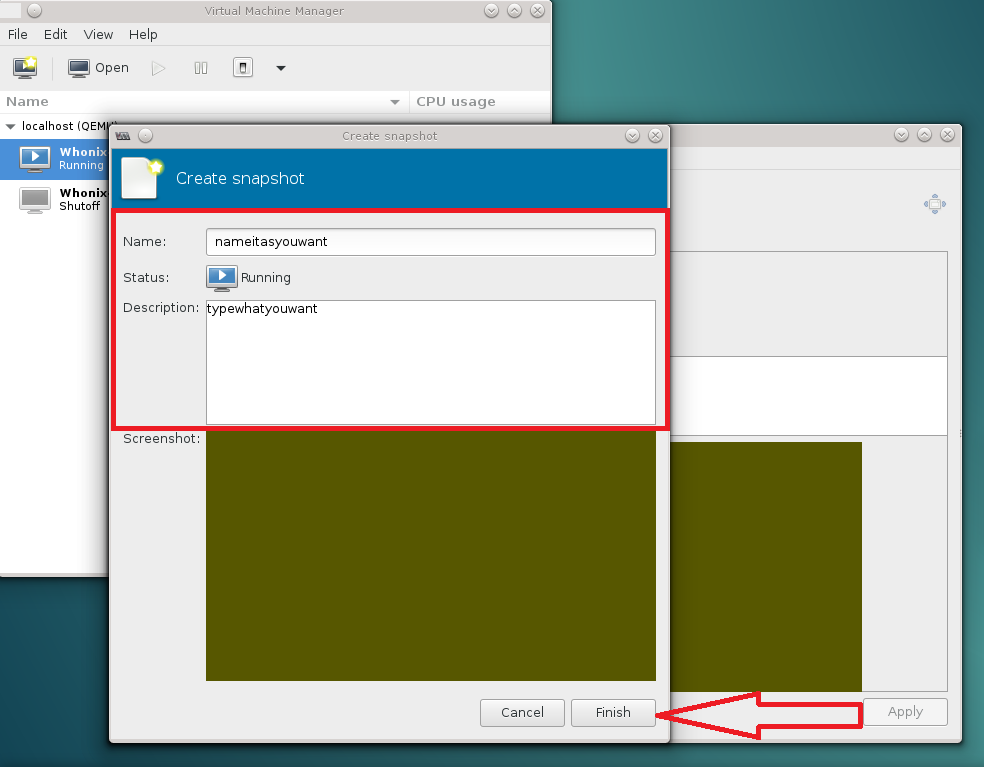 Virtual Machine Manager
File Edit View Help
Open
Name CPU usage
localhost (QEMU)
Whonix
Running
Whonix
Shutoff
Create snapshot
Create snapshot
Name: nameitasyouwant
Status: Running
Description: typewhatyouwant
Screenshot:
Cancel Finish
Apply